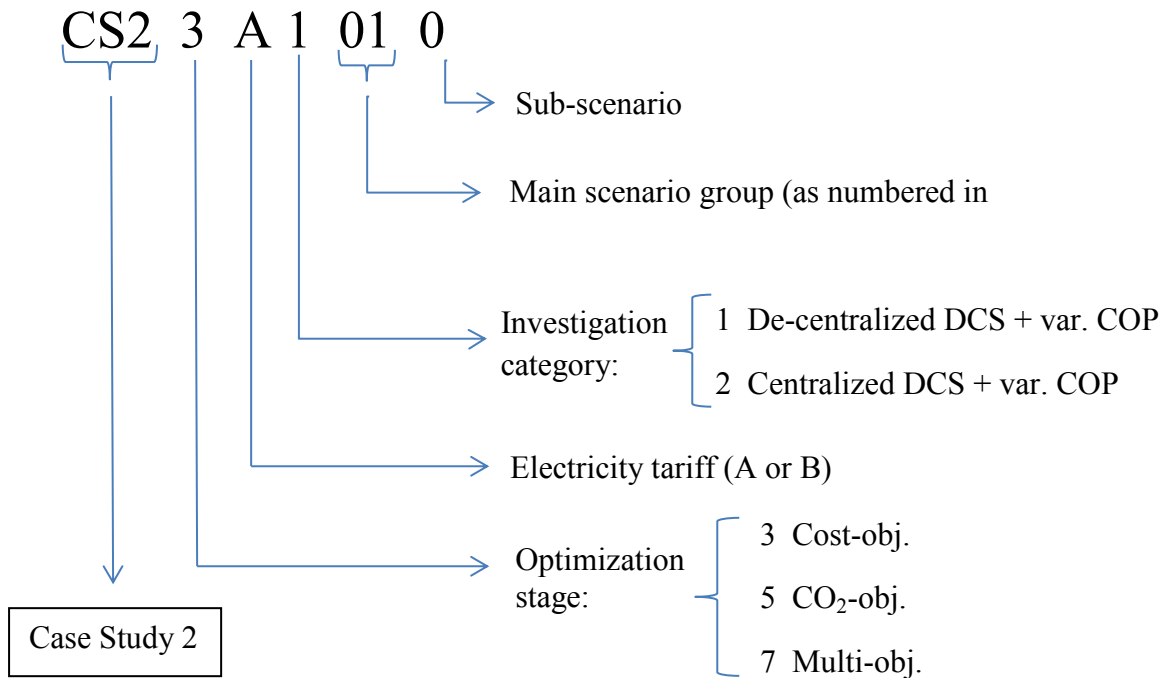 CS2 3 A 1 01 0
Sub-scenario
Main scenario group (as numbered in
Investigation
category:
1 De-centralized DCS + var. COP
2 Centralized DCS + var. COP
Electricity tariff (A or B)
Optimization
stage:
3 Cost-obj.
5 CO₂-obj.
7 Multi-obj.
Case Study 2